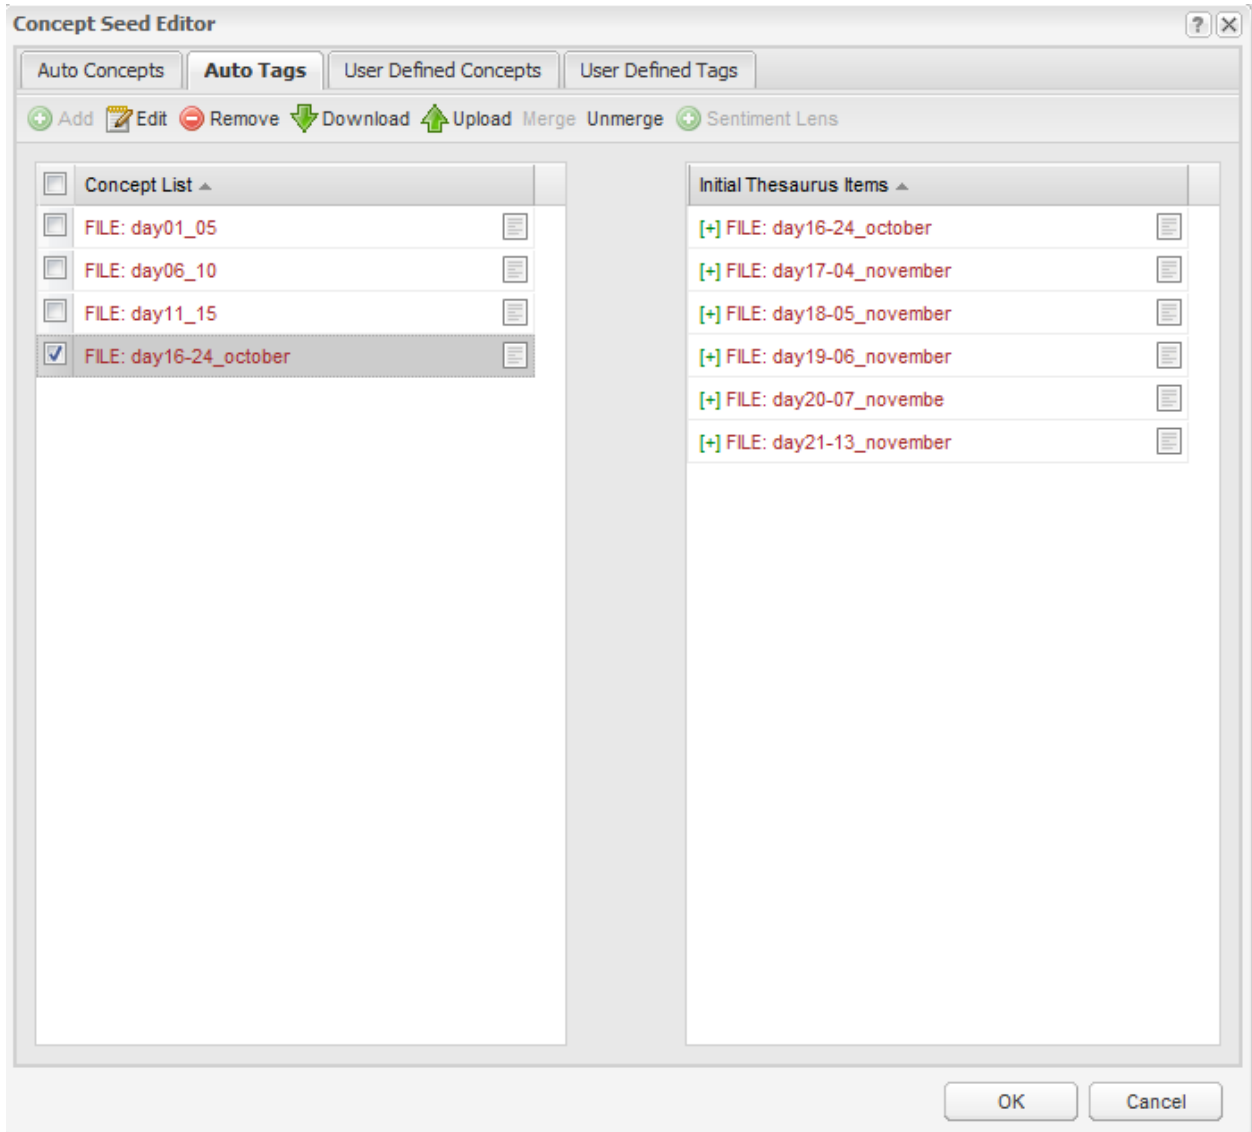 Concept Seed Editor
Auto Concepts Auto Tags User Defined Concepts User Defined Tags
Add Edit Remove Download Upload Merge Unmerge Sentiment Lens
Concept List
FILE: day01_05
FILE: day06_10
FILE: day11_15
FILE: day16-24_october
Initial Thesaurus Items
[+] FILE: day16-24_october
[+] FILE: day17-04_november
[+] FILE: day18-05_november
[+] FILE: day19-06_november
[+] FILE: day20-07_novembe
[+] FILE: day21-13_november
OK Cancel